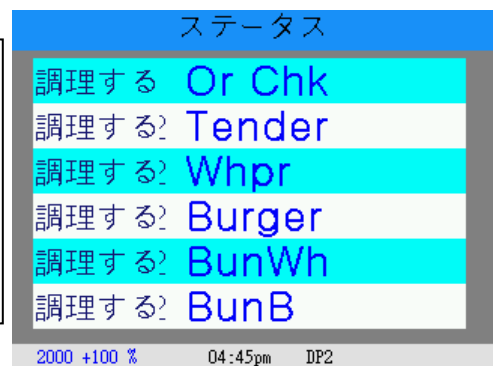 ステータス
調理する Or Chk
調理する? Tender
調理する? Whpr
調理する? Burger
調理する? BunWh
調理する? BunB
2000 +100 % 04:45pm DP2